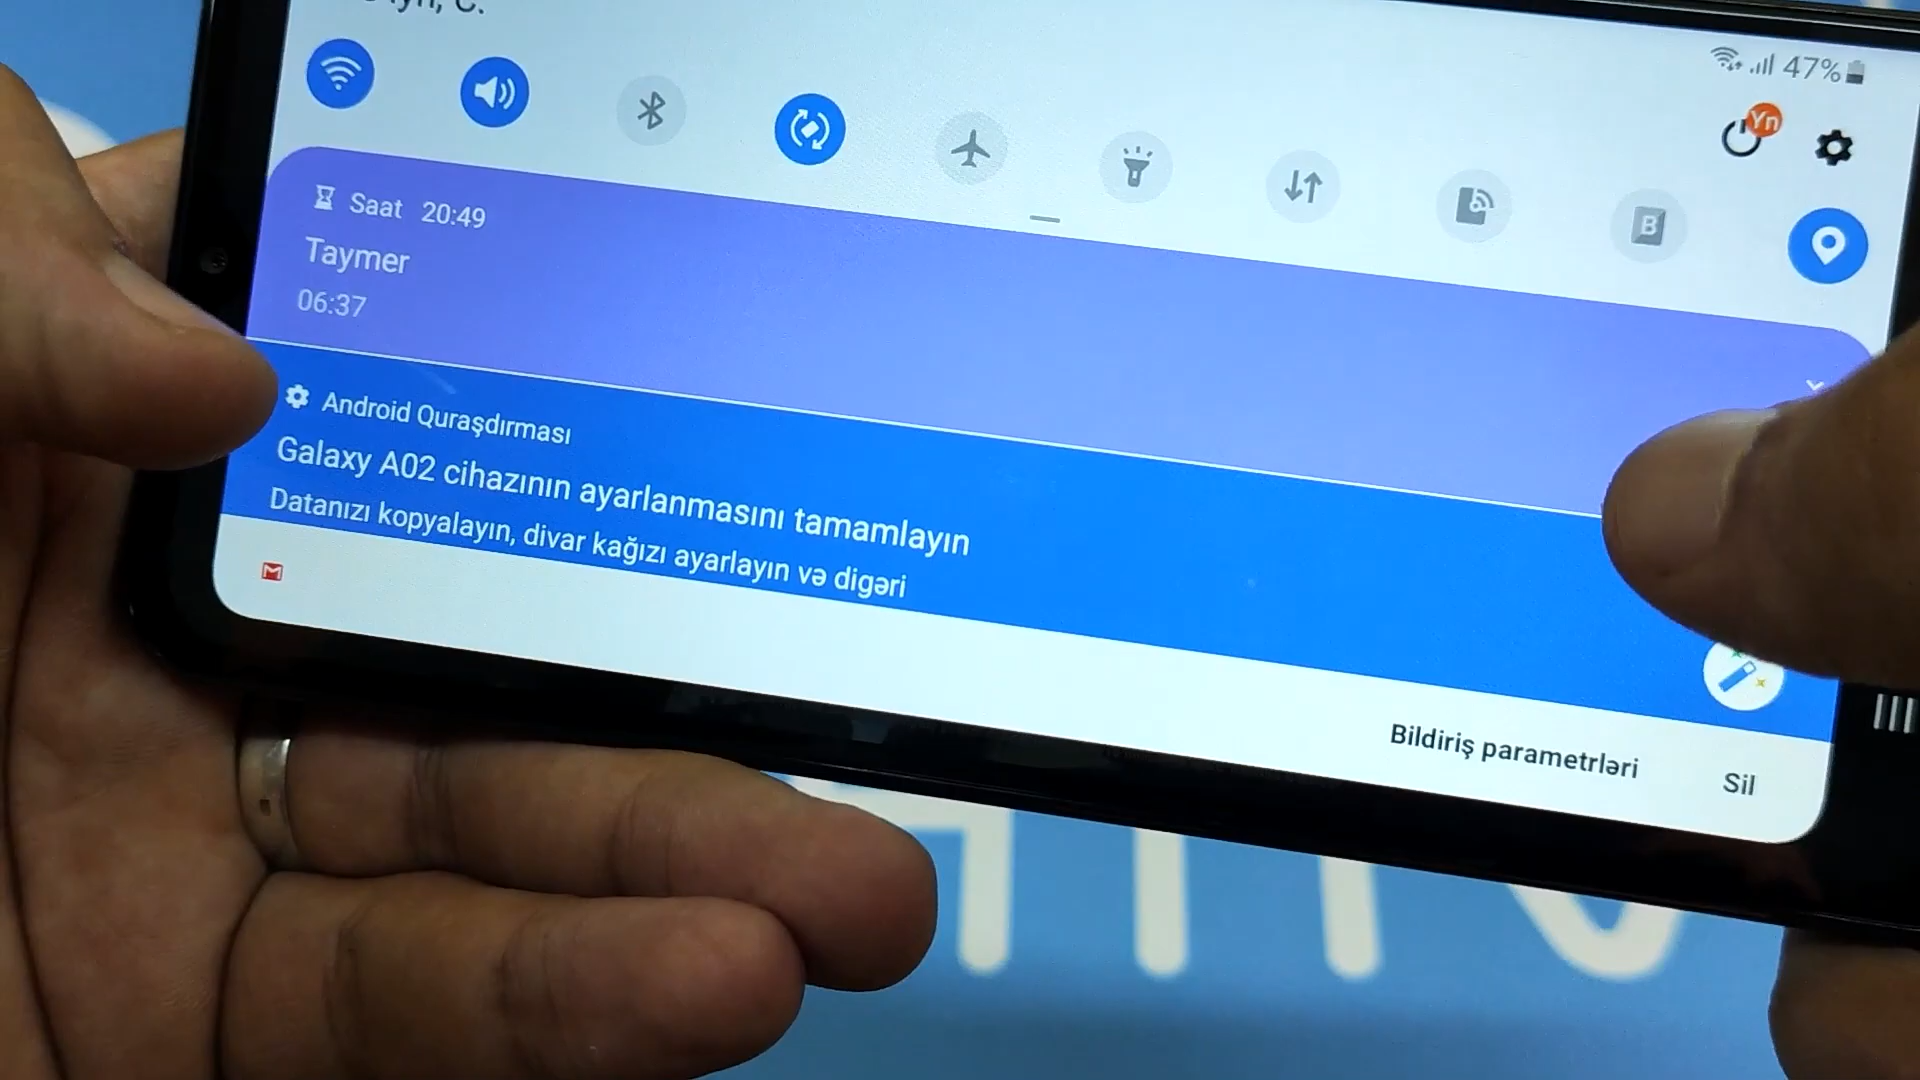 47%
Yn
B
Saat 20:49
Taymer
06:37
Android Quraşdırması
Galaxy A02 cihazının ayarlanmasını tamamlayın
Datanızı kopyalayın, divar kağızı ayarlayın və digəri
Bildiriş parametrləri
Sil